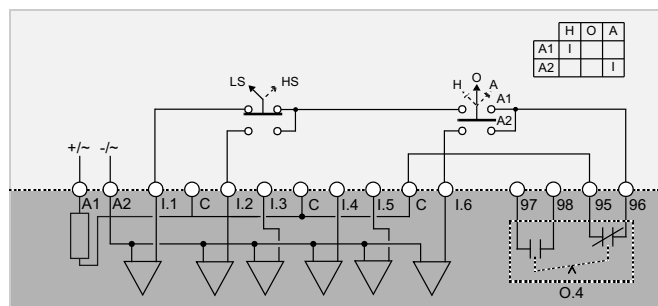 H O A
A1 I
A2 I
LS HS
O
H A
A1
A2
+/~ -/~
A1 A2 I.1 C I.2 I.3 C I.4 I.5 C I.6 97 98 95 96
O.4